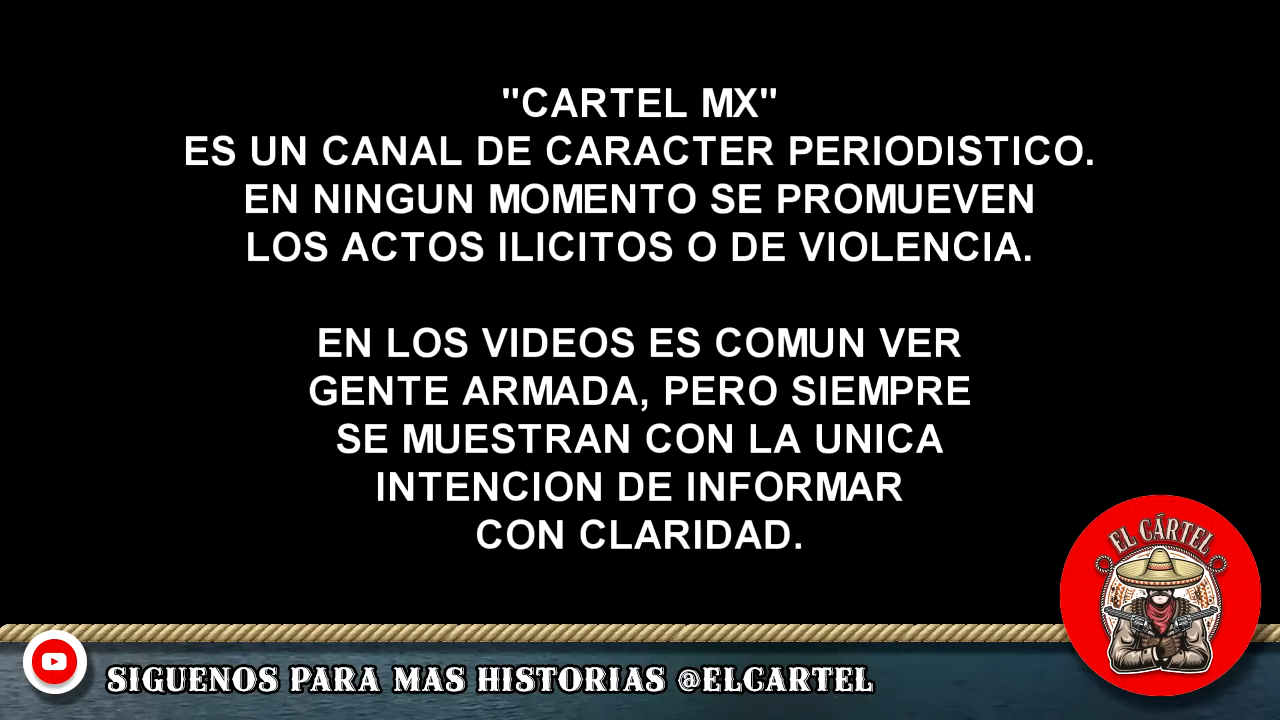 "CARTEL MX"
ES UN CANAL DE CARACTER PERIODISTICO.
EN NINGUN MOMENTO SE PROMUEVEN
LOS ACTOS ILICITOS O DE VIOLENCIA.
EN LOS VIDEOS ES COMUN VER
GENTE ARMADA, PERO SIEMPRE
SE MUESTRAN CON LA UNICA
INTENCION DE INFORMAR
CON CLARIDAD.
EL CÁRTEL
SIGUENOS PARA MAS HISTORIAS @ELCARTEL